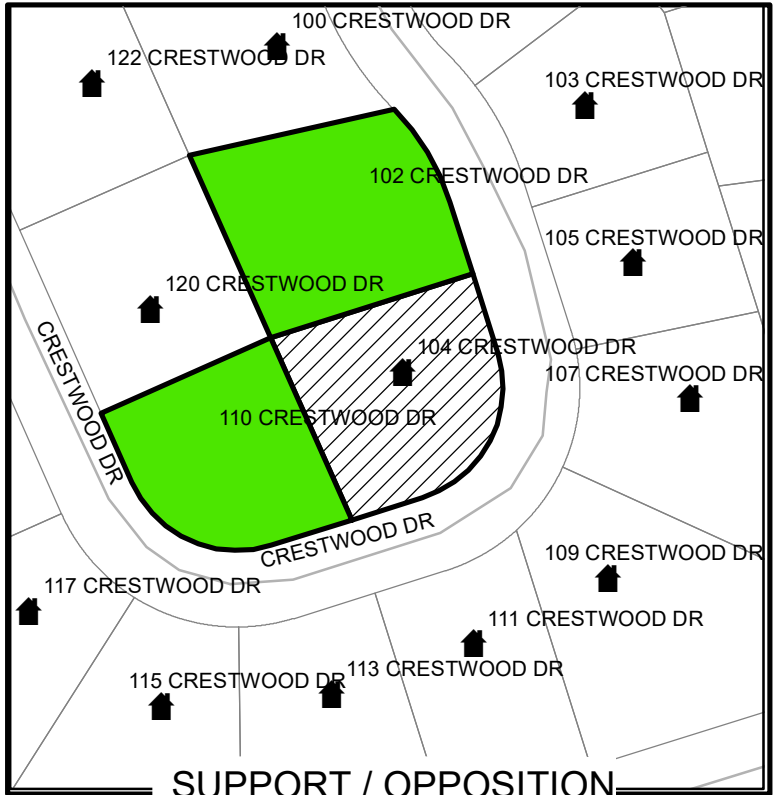 100 CRESTWOOD DR
122 CRESTWOOD DR
103 CRESTWOOD DR
102 CRESTWOOD DR
105 CRESTWOOD DR
120 CRESTWOOD DR
CRESTWOOD DR
104 CRESTWOOD DR
107 CRESTWOOD DR
110 CRESTWOOD DR
CRESTWOOD DR
109 CRESTWOOD DR
117 CRESTWOOD DR
111 CRESTWOOD DR
113 CRESTWOOD DR
115 CRESTWOOD DR
SUPPORT / OPPOSITION